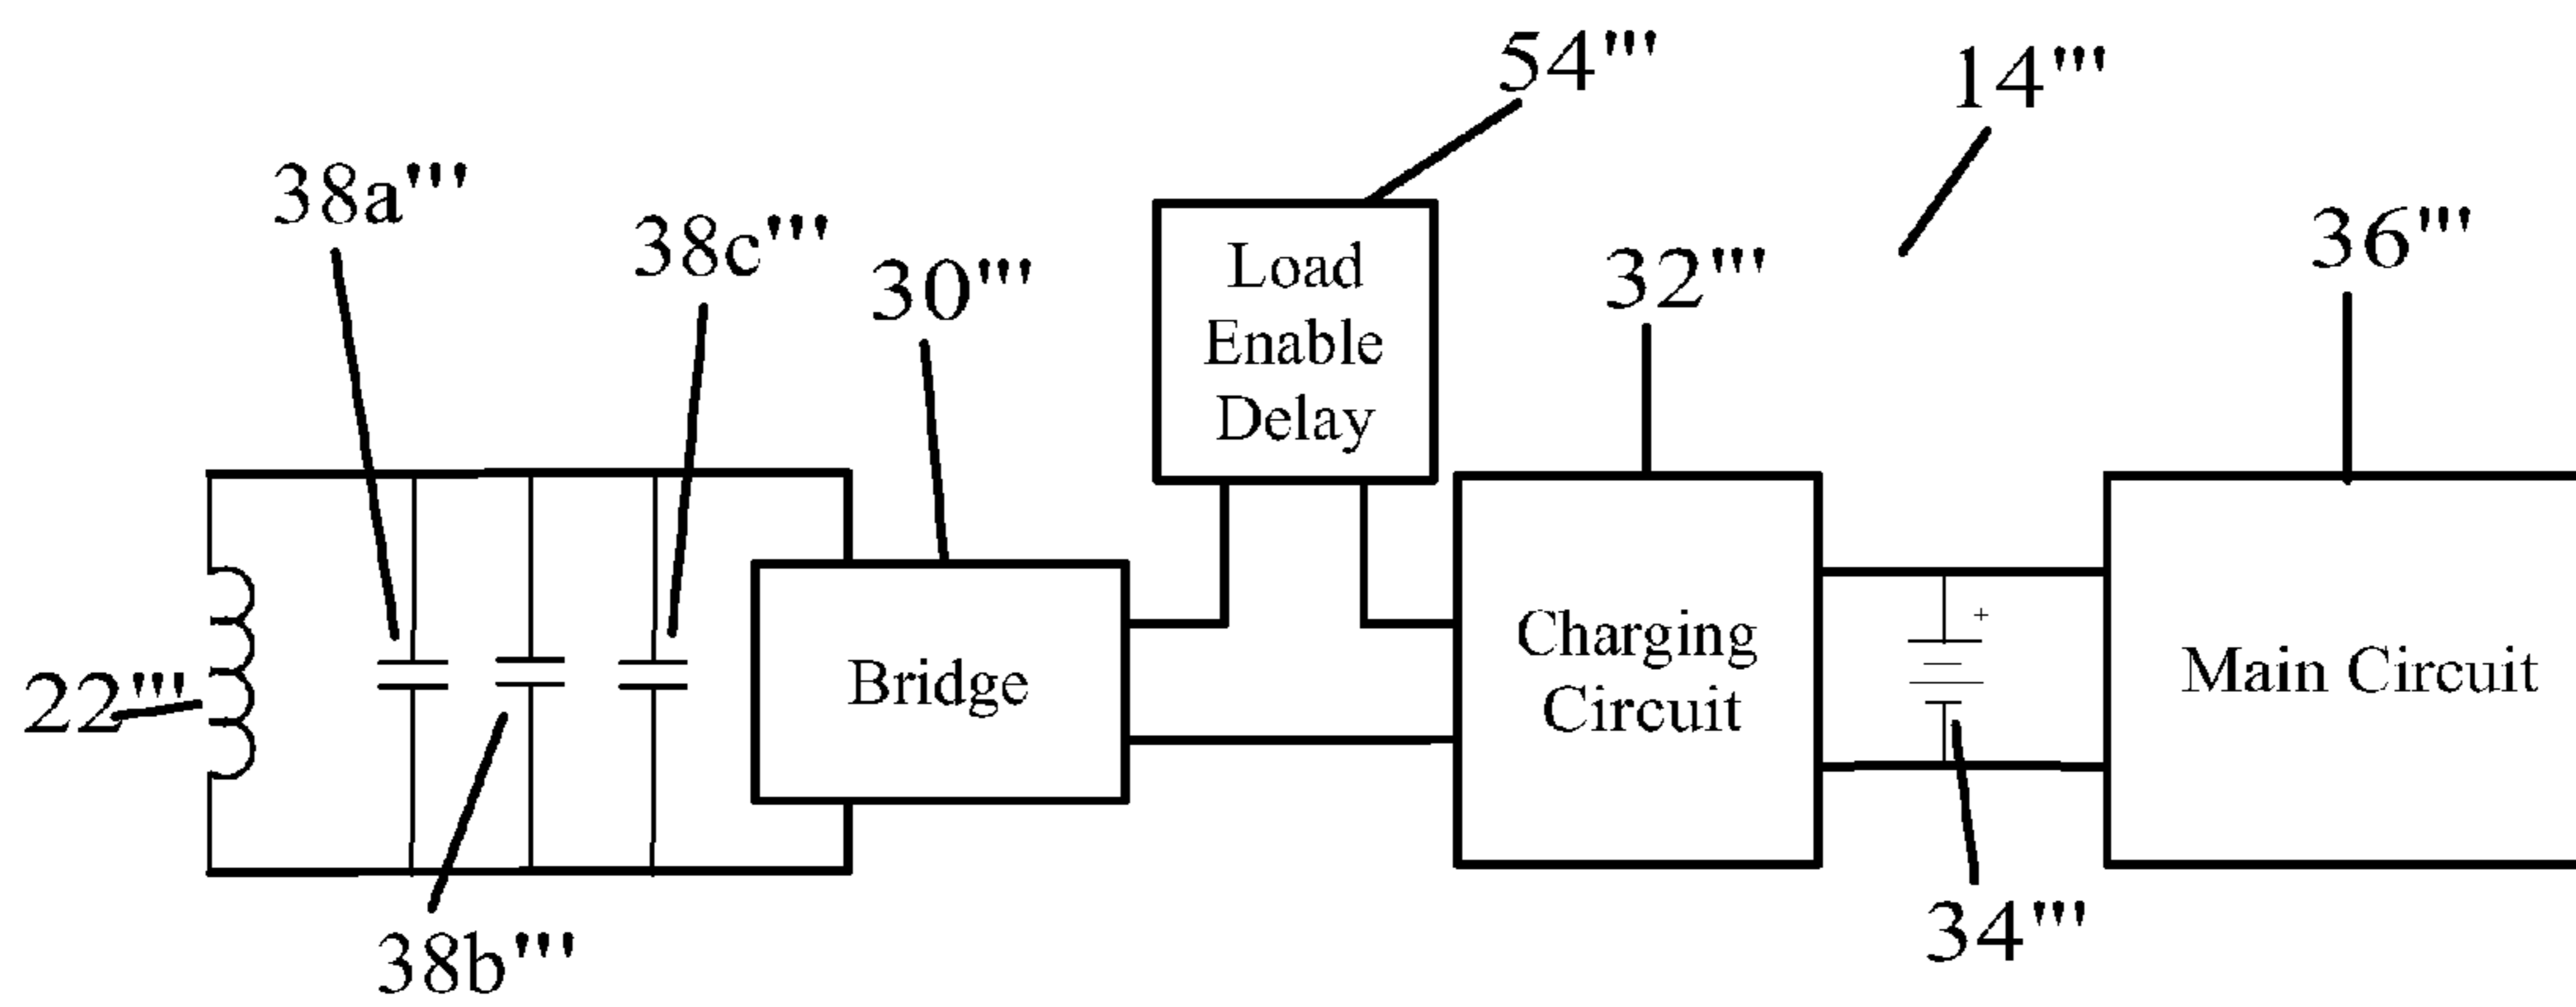 54'''
14'''
38a'''
38c'''
30'''
32'''
36'''
Load
Enable
Delay
22'''
Bridge
Charging
Circuit
+
Main Circuit
38b'''
34'''